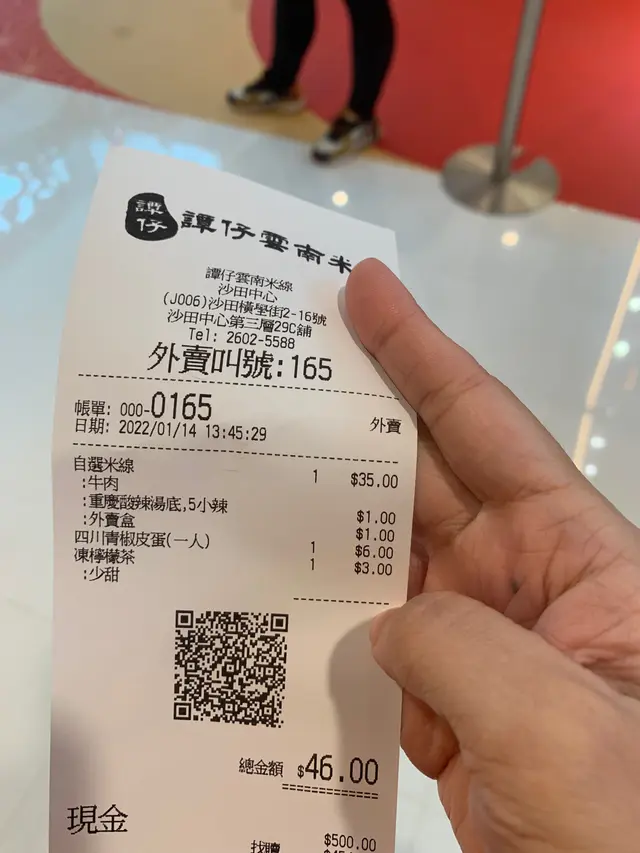 譚仔
譚仔雲南米
譚仔雲南米線
沙田中心
(J006)沙田橫壆街2-16號
沙田中心第三層29C舖
Tel: 2602-5588
外賣叫號:165
帳單: 000-0165
外賣
日期: 2022/01/14 13:45:29
自選米線 1 $35.00
:牛肉
:重慶酸辣湯底,5小辣 $1.00
:外賣盒 $1.00
四川青椒皮蛋(一人) 1 $6.00
凍檸檬茶 1 $3.00
:少甜
總金額 $46.00
現金
$500.00
找贖